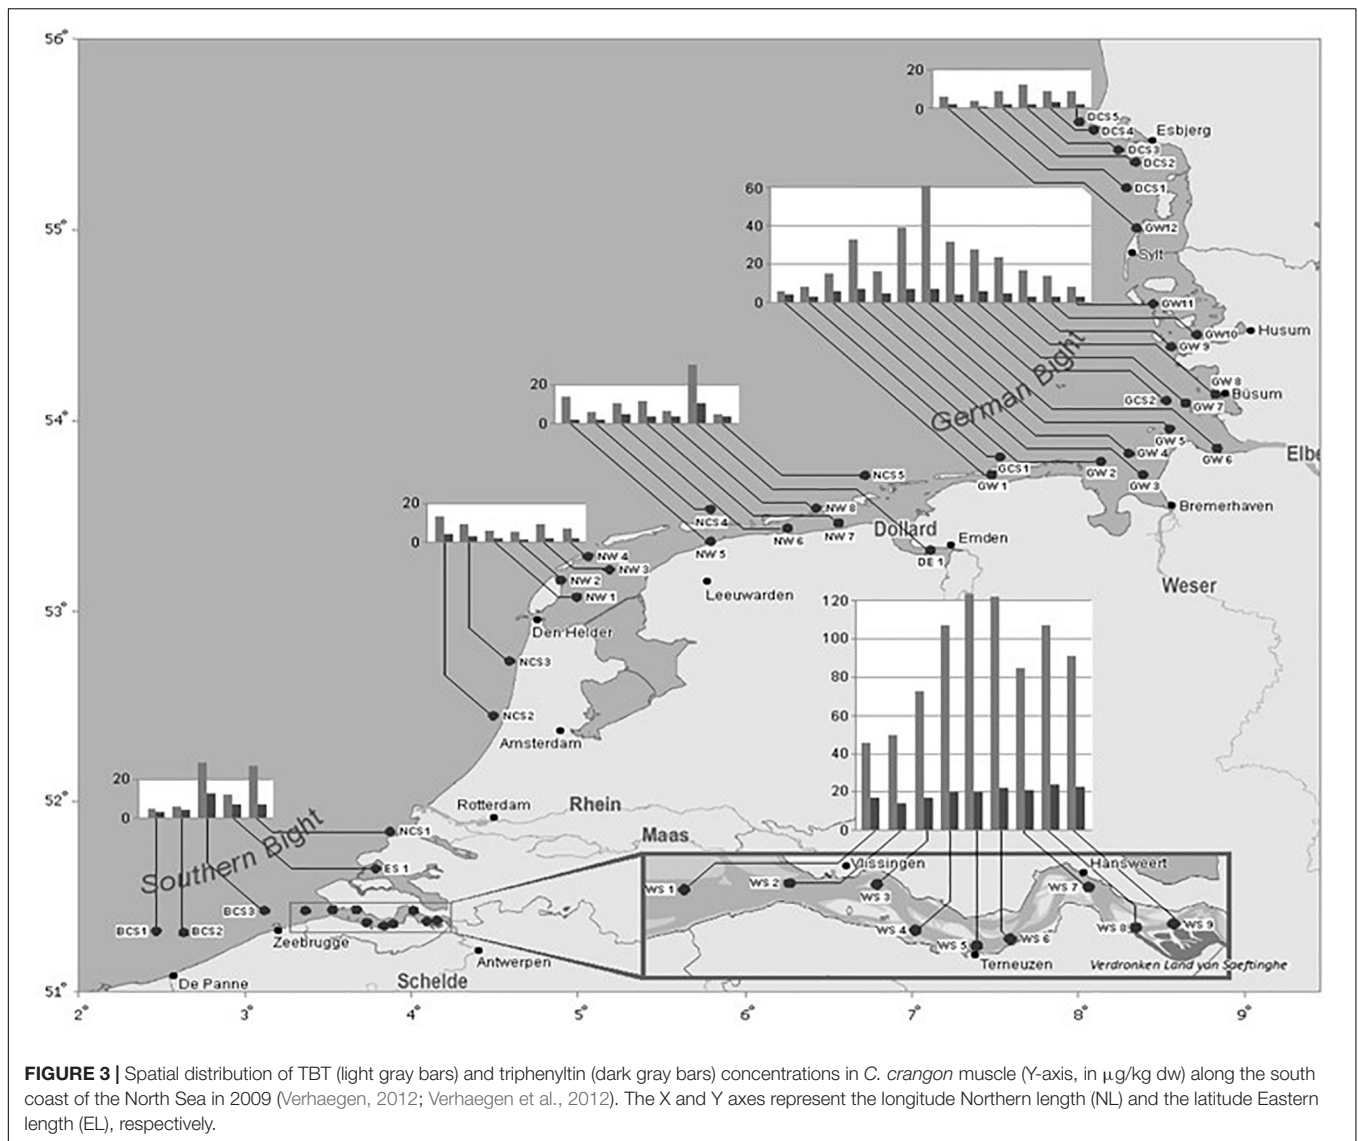 56°
20
0
DCS5
DCS4
Esbjerg
DCS3
DCS2
DCS1
60
40
20
0
55°
GW12
Sylt
GW11
GW10
Husum
GW 9
German Bight
GW 8
Büsum
GCS2
GW 7
20
0
54°
GW 5
GW 6
Elbe
GW 4
GCS1
GW 2
GW 1
GW 3
NCS5
Bremerhaven
20
0
NCS4
NW 8
NW 7
NW 6
NW 5
Dollard
Emden
DE 1
NW 4
NW 3
NW 2
NW 1
Leeuwarden
Weser
53°
Den Helder
120
100
80
60
40
20
0
NCS3
NCS2
Amsterdam
20
0
52°
Rotterdam
Rhein
Maas
NCS1
Southern Bight
ES 1
Vlissingen
Hansweert
WS 1
WS 2
WS 3
WS 7
BCS3
BCS1
BCS2
WS 4
WS 5
WS 6
WS 8
WS 9
Zeebrugge
Antwerpen
Terneuzen
Verdronken Land van Saeftinghe
De Panne
Schelde
51°
2°
3°
4°
5°
6°
7°
8°
9°
FIGURE 3 | Spatial distribution of TBT (light gray bars) and triphenyltin (dark gray bars) concentrations in C. crangon muscle (Y-axis, in μg/kg dw) along the south
coast of the North Sea in 2009 (Verhaegen, 2012; Verhaegen et al., 2012). The X and Y axes represent the longitude Northern length (NL) and the latitude Eastern
length (EL), respectively.